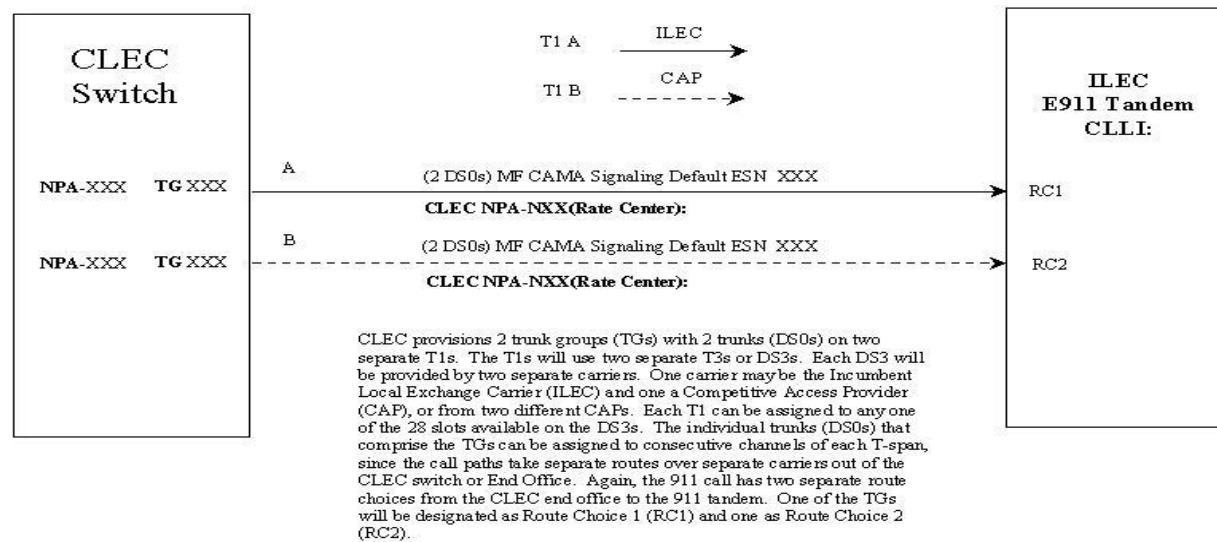 CLEC
Switch
T1 A
ILEC
T1 B
CAP
ILEC
E911 Tandem
CLLI:
NPA-XXX TG XXX
A
(2 DS0s) MF CAMA Signaling Default ESN XXX
RC1
CLEC NPA-NXX(Rate Center):
NPA-XXX TG XXX
B
(2 DS0s) MF CAMA Signaling Default ESN XXX
RC2
CLEC NPA-NXX(Rate Center):
CLEC provisions 2 trunk groups (TGs) with 2 trunks (DS0s) on two
separate T1s. The T1s will use two separate T3s or DS3s. Each DS3 will
be provided by two separate carriers. One carrier may be the Incumbent
Local Exchange Carrier (ILEC) and one a Competitive Access Provider
(CAP), or from two different CAPs. Each T1 can be assigned to any one
of the 28 slots available on the DS3s. The individual trunks (DS0s) that
comprise the TGs can be assigned to consecutive channels of each T-span,
since the call paths take separate routes over separate carriers out of the
CLEC switch or End Office. Again, the 911 call has two separate route
choices from the CLEC end office to the 911 tandem. One of the TGs
will be designated as Route Choice 1 (RC1) and one as Route Choice 2
(RC2).